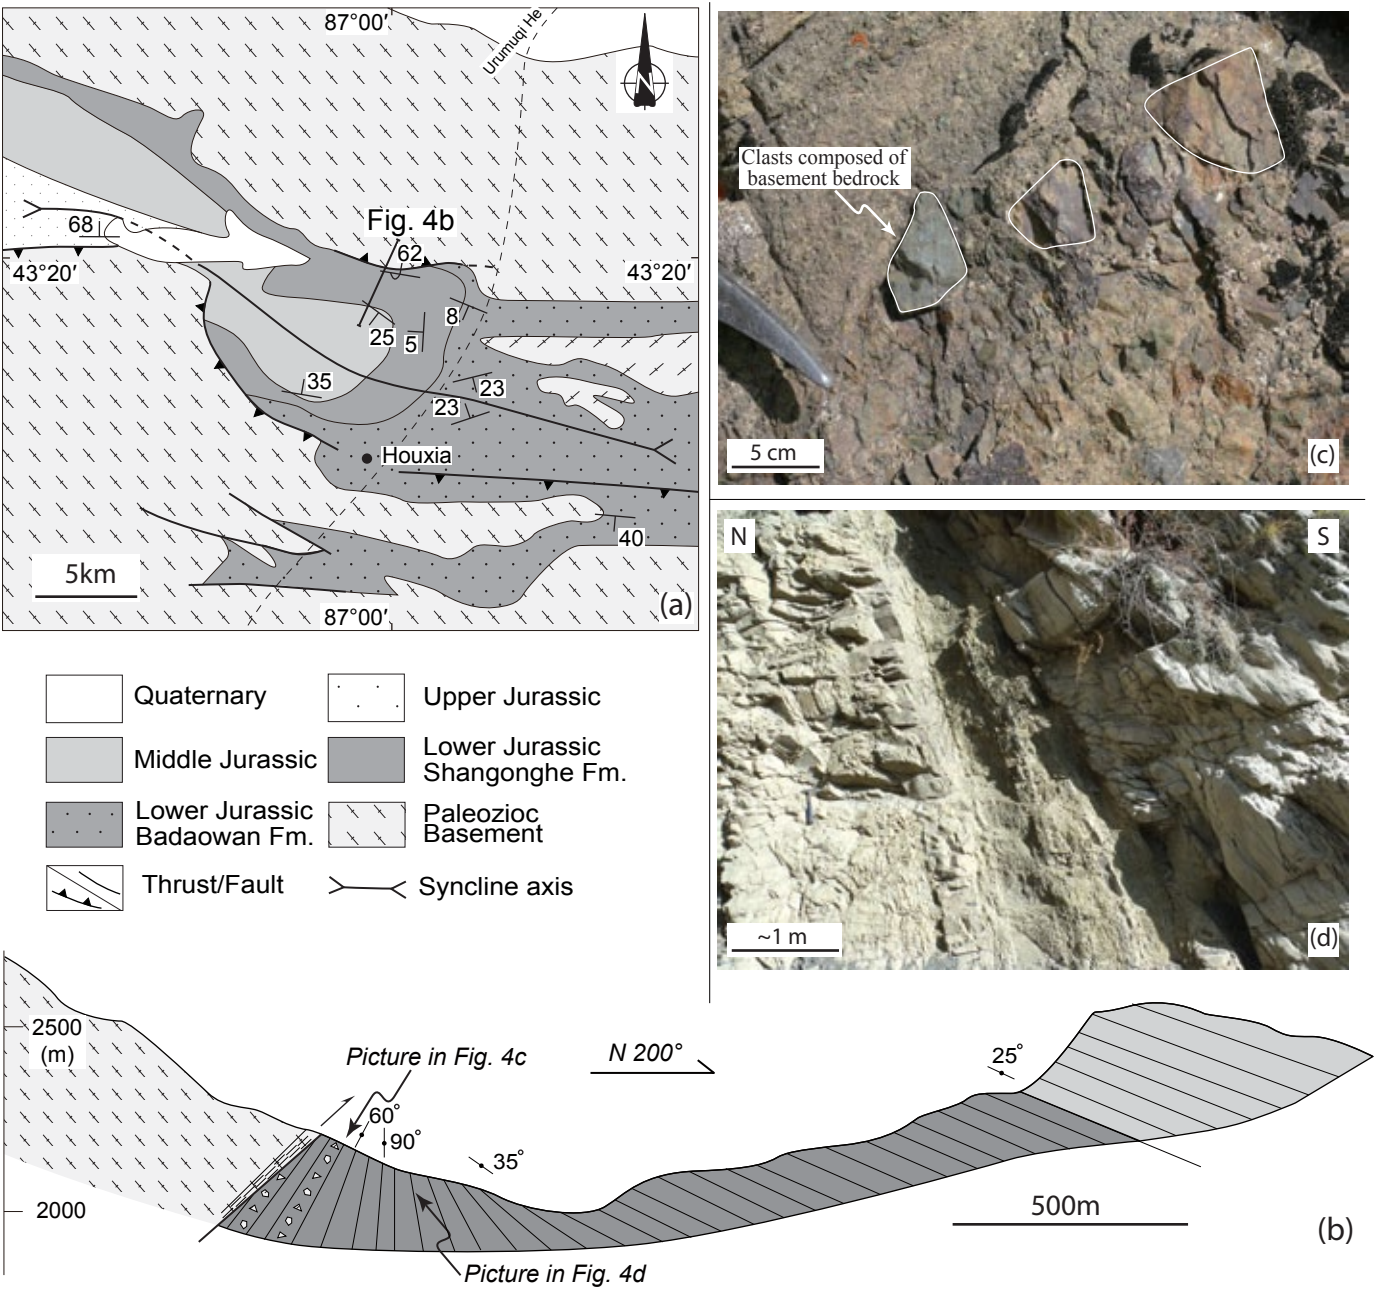 87°00′
Urumuqi He
N
Fig. 4b
68
62
43°20′
43°20′
8
25
5
35
23
23
Houxia
40
5km
87°00′
(a)
Clasts composed of
basement bedrock
5 cm
(c)
N
S
~1 m
(d)
Quaternary
Upper Jurassic
Middle Jurassic
Lower Jurassic
Shangonghe Fm.
Lower Jurassic
Badaowan Fm.
Paleozioc
Basement
Thrust/Fault
Syncline axis
2500
(m)
Picture in Fig. 4c
N 200°
25°
60°
90°
35°
2000
500m
(b)
Picture in Fig. 4d